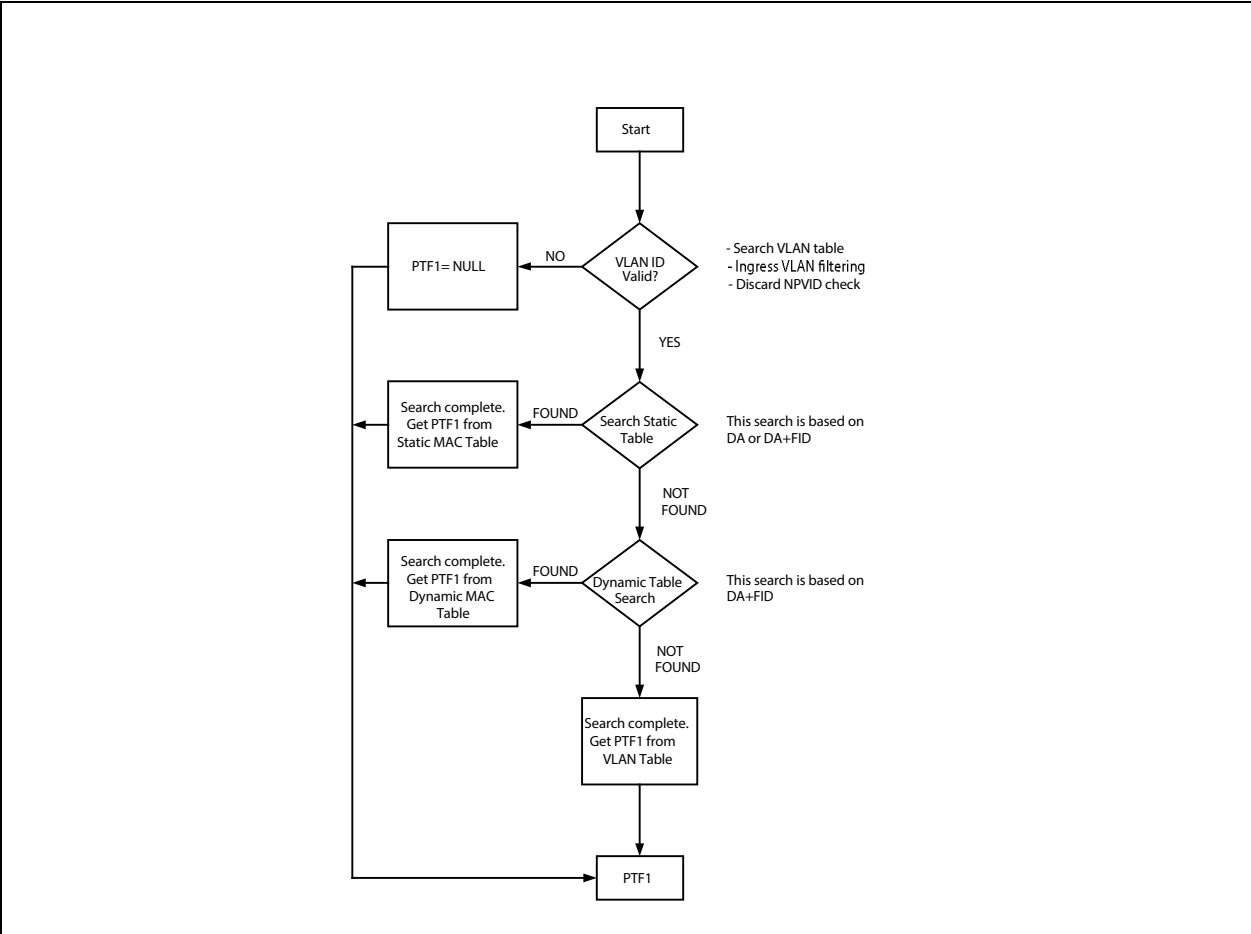 Start
PTF1= NULL
NO
VLAN ID
Valid?
- Search VLAN table
- Ingress VLAN filtering
- Discard NPVID check
YES
Search complete.
Get PTF1 from
Static MAC Table
FOUND
Search Static
Table
This search is based on
DA or DA+FID
NOT
FOUND
Search complete.
Get PTF1 from
Dynamic MAC
Table
FOUND
Dynamic Table
Search
This search is based on
DA+FID
NOT
FOUND
Search complete.
Get PTF1 from
VLAN Table
PTF1